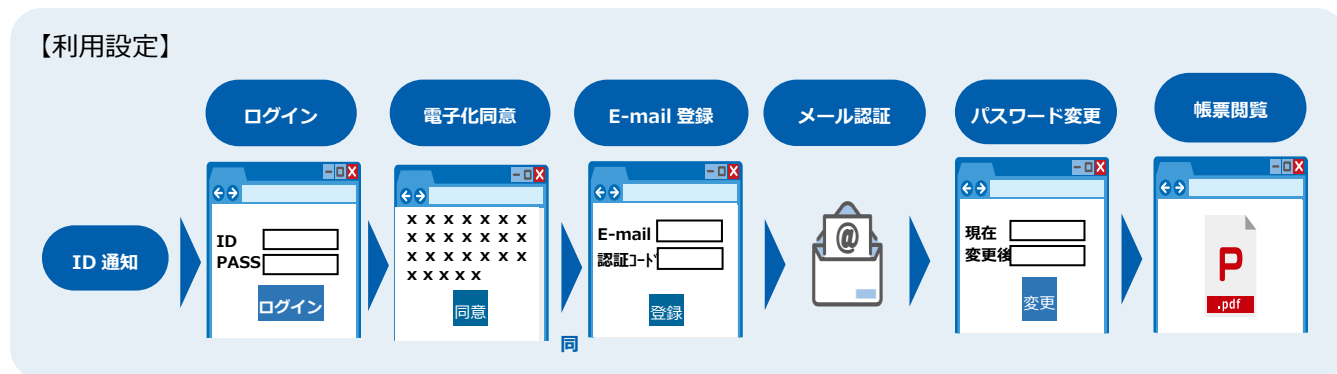 【利用設定】
ログイン
電子化同意
E-mail 登録
メール認証
パスワード変更
帳票閲覧
ID 通知
ID
PASS
ログイン
x x x x x x x
x x x x x x x
x x x x x x x
x x x x x
同意
同
E-mail
認証ｺｰﾄﾞ
登録
@
現在
変更後
変更
P
.pdf